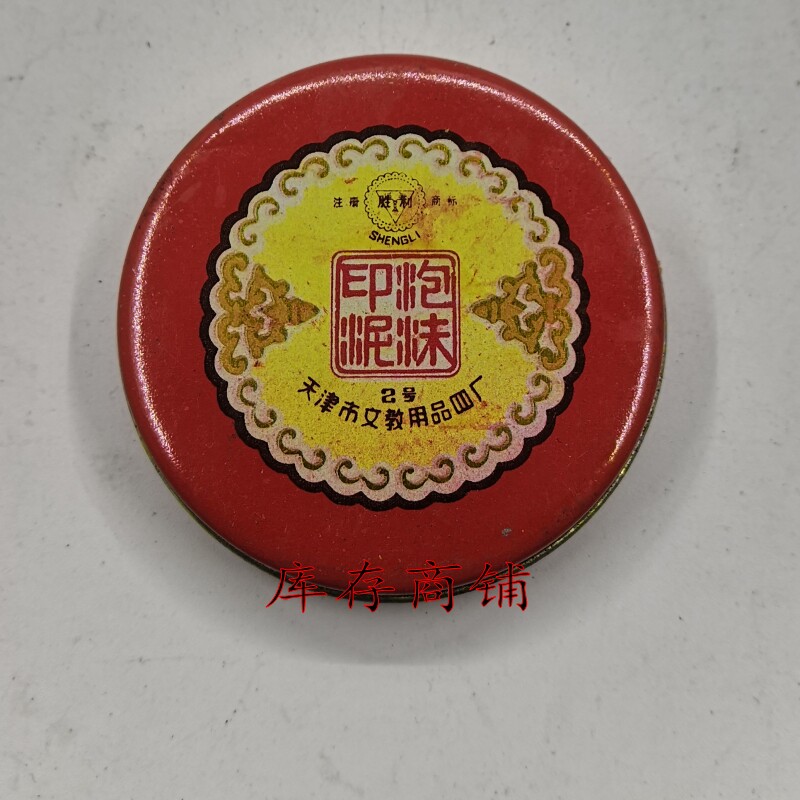 注册 胜利 商标
SHENGLI
泡沫
印泥
2号
天津市文教用品四厂
库存商铺